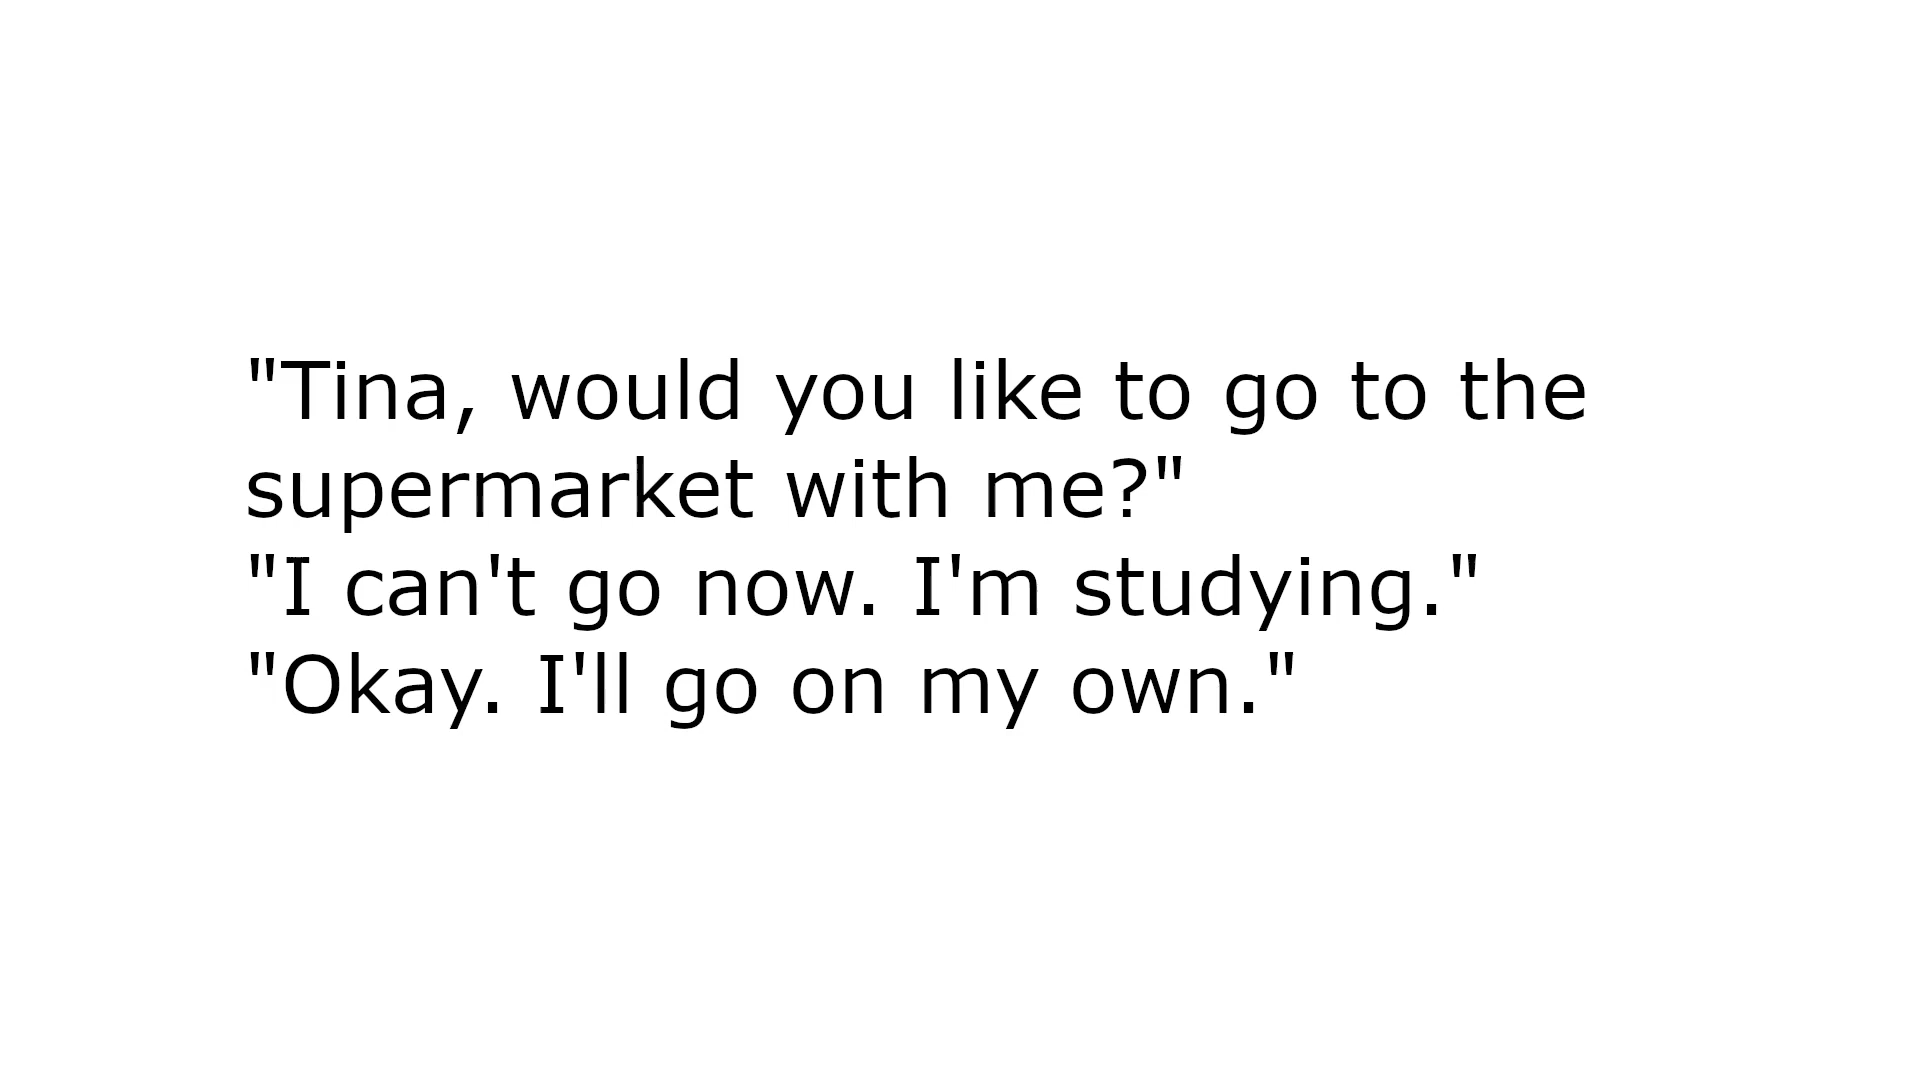 "Tina, would you like to go to the
supermarket with me?"
"I can't go now. I'm studying."
"Okay. I'll go on my own."